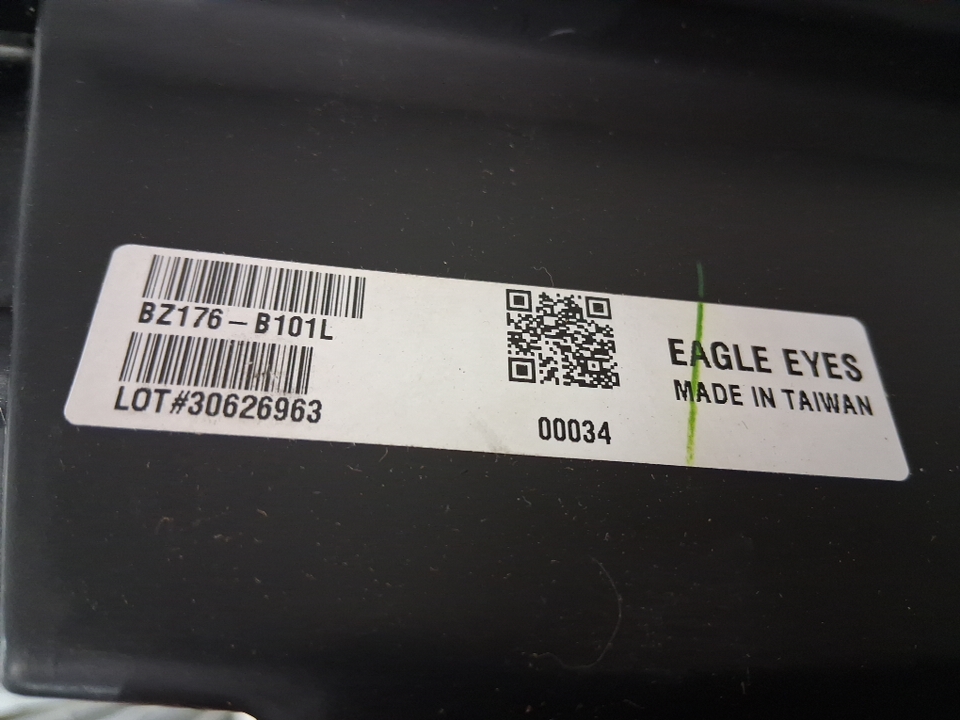 BZ176-B101L
LOT#30626963
00034
EAGLE EYES
MADE IN TAIWAN